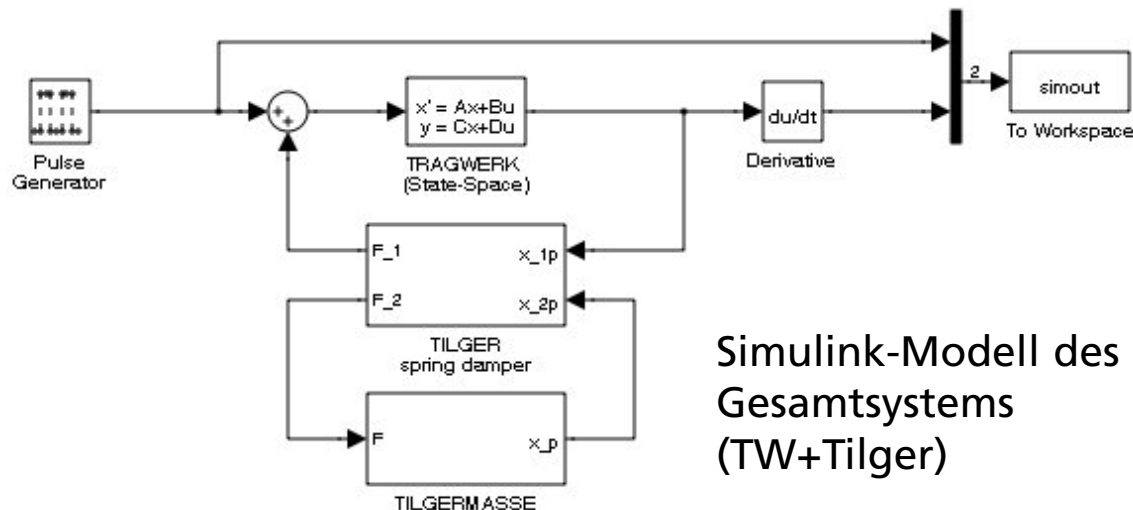 2
simout
To Workspace
Pulse
Generator
+
+
x' = Ax+Bu
y = Cx+Du
TRAGWERK
(State-Space)
du/dt
Derivative
F_1
x_1p
F_2
x_2p
TILGER
spring damper
F
x_p
TILGERMASSE
Simulink-Modell des
Gesamtsystems
(TW+Tilger)